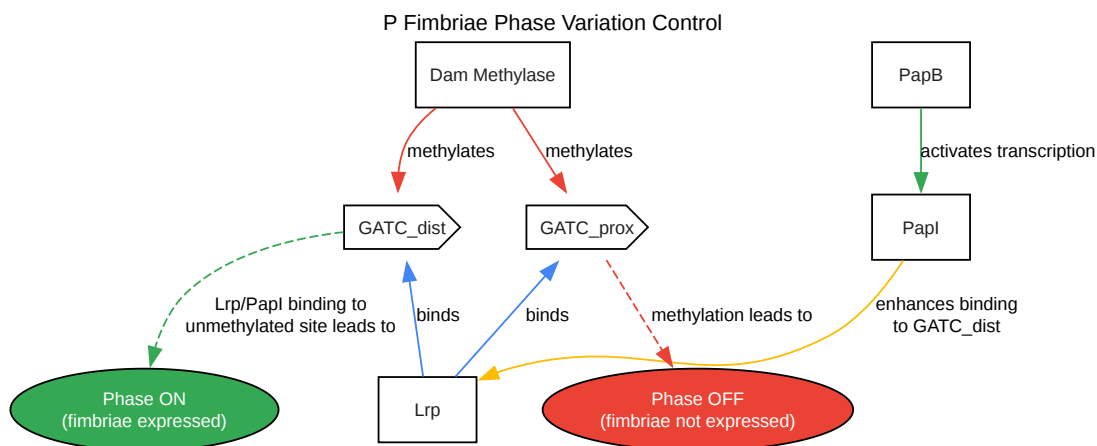 P Fimbriae Phase Variation Control
Dam Methylase
PapB
methylates
methylates
activates transcription
GATC_dist
GATC_prox
PapI
Lrp/PapI binding to
unmethylated site leads to
binds
binds
methylation leads to
enhances binding
to GATC_dist
Phase ON
(fimbriae expressed)
Lrp
Phase OFF
(fimbriae not expressed)